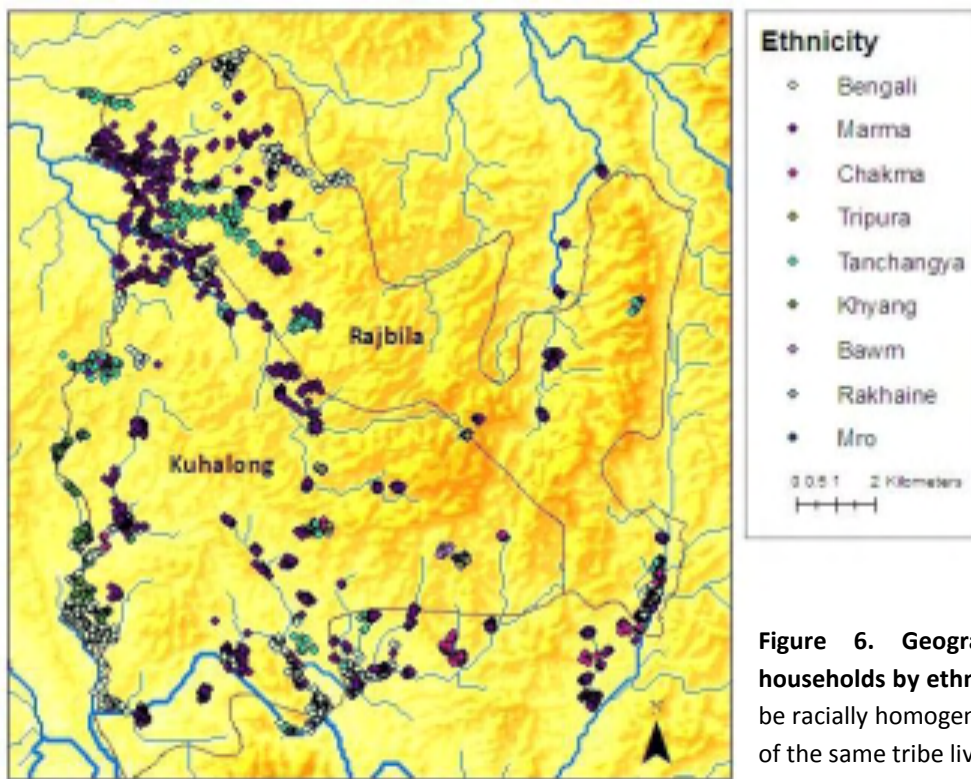 Ethnicity
Bengali
Marma
Chakma
Tripura
Tanchangya
Khyang
Bawm
Rakhaine
Mro
0 0.5 1 2 Kilometers
Rajbila
Kuhalong
N
Figure 6. Geogra
households by ethn
be racially homogen
of the same tribe liv